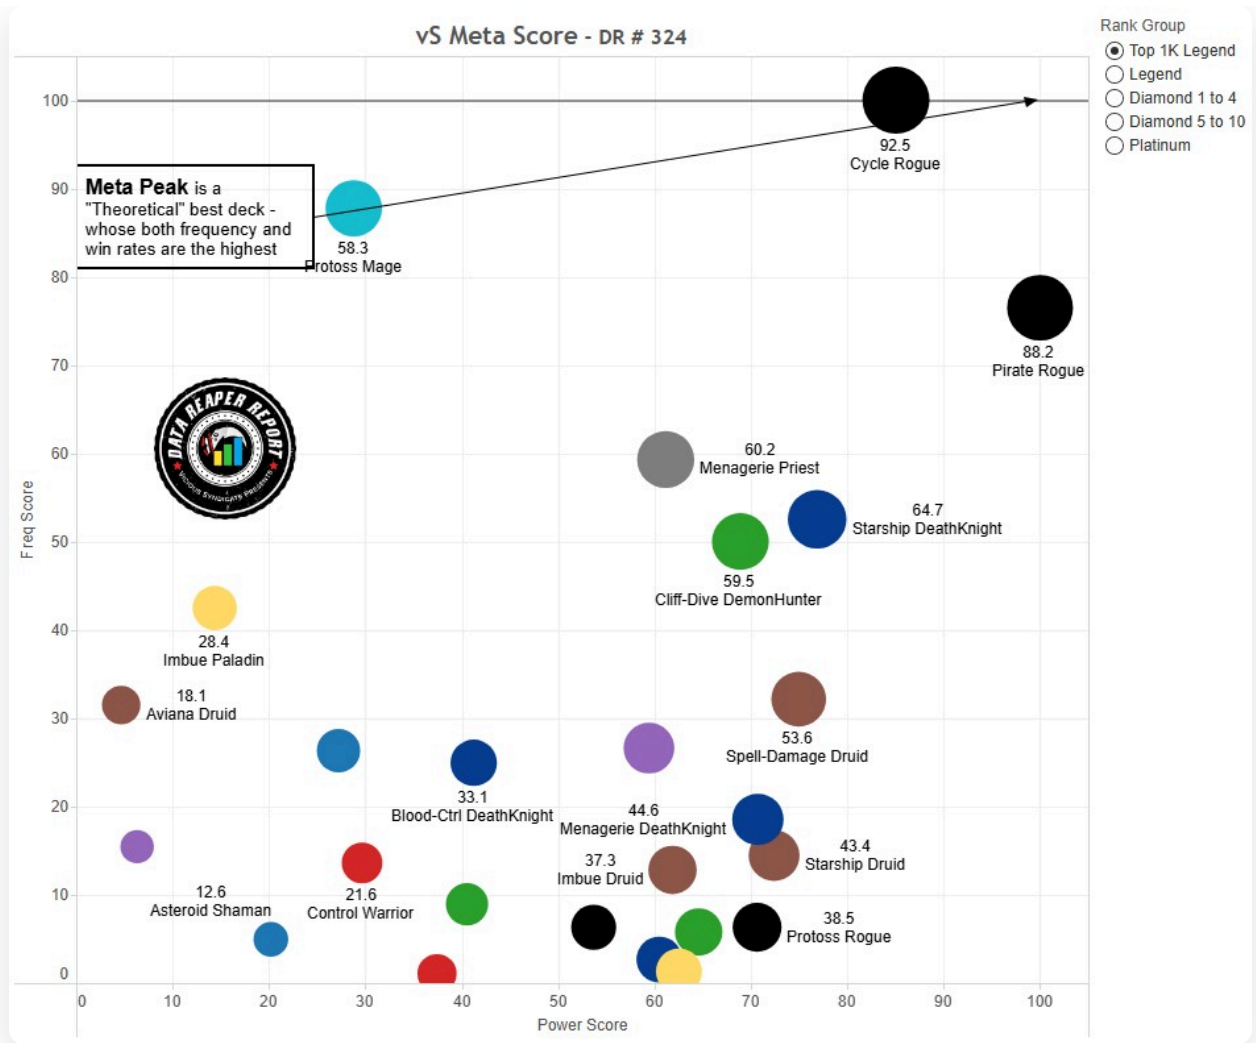 vS Meta Score - DR # 324
Rank Group
Top 1K Legend
Legend
Diamond 1 to 4
Diamond 5 to 10
Platinum
100
90
80
70
60
50
40
30
20
10
0
Freq Score
Meta Peak is a
"Theoretical" best deck -
whose both frequency and
win rates are the highest
92.5
Cycle Rogue
58.3
Protoss Mage
88.2
Pirate Rogue
DATA REAPER REPORT
VICIOUS SYNDICATE PRESENTS
60.2
Menagerie Priest
64.7
Starship DeathKnight
59.5
Cliff-Dive DemonHunter
28.4
Imbue Paladin
18.1
Aviana Druid
53.6
Spell-Damage Druid
33.1
Blood-Ctrl DeathKnight
44.6
Menagerie DeathKnight
43.4
Starship Druid
37.3
Imbue Druid
12.6
Asteroid Shaman
21.6
Control Warrior
38.5
Protoss Rogue
0
10
20
30
40
50
60
70
80
90
100
Power Score